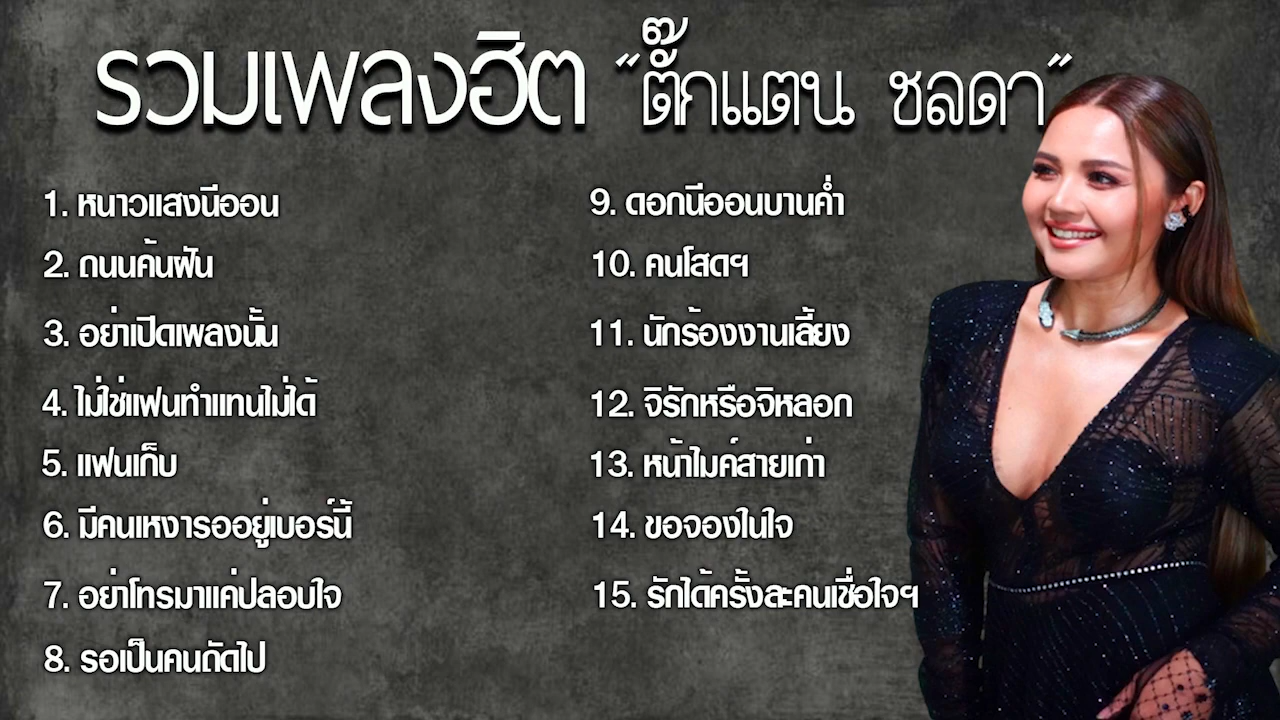 รวมเพลงฮิต "ตั๊กแตน ชลดา"
1. หนาวแสงนีออน
2. ถนนค้นฝัน
3. อย่าเปิดเพลงนั้น
4. ไม่ใช่แฟนทำแทนไม่ได้
5. แฟนเก็บ
6. มีคนเหงารออยู่เบอร์นี้
7. อย่าโทรมาแค่ปลอบใจ
8. รอเป็นคนถัดไป
9. ดอกนีออนบานค่ำ
10. คนโสดฯ
11. นักร้องงานเลี้ยง
12. จิรักหรือจิหลอก
13. หน้าไมค์สายเก่า
14. ขอจองในใจ
15. รักได้ครั้งละคนเชื่อใจฯ